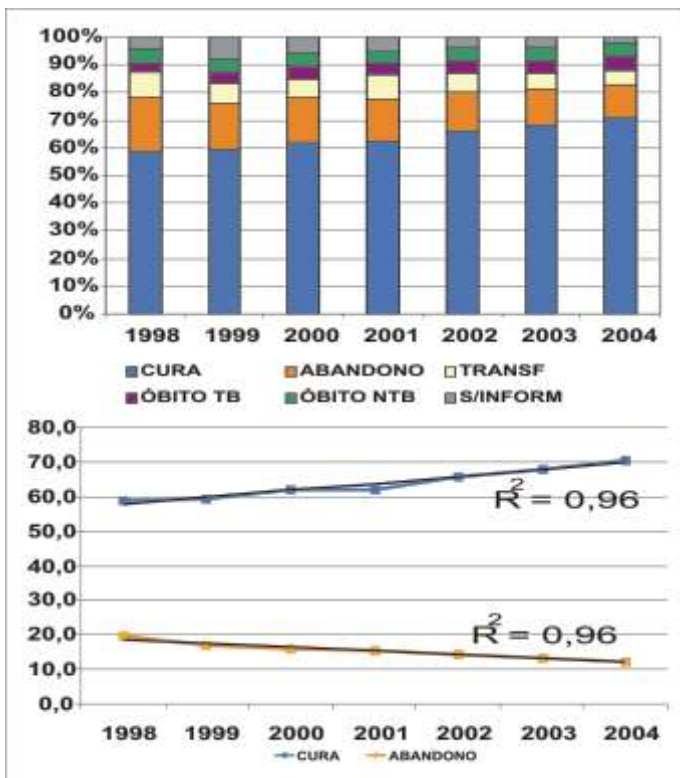 100%
90%
80%
70%
60%
50%
40%
30%
20%
10%
0%
1998 1999 2000 2001 2002 2003 2004
CURA ABANDONO TRANSF
ÓBITO TB ÓBITO NTB S/INFORM
80,0
70,0
60,0
50,0
40,0
30,0
20,0
10,0
0,0
R² = 0,96
R² = 0,96
1998 1999 2000 2001 2002 2003 2004
CURA ABANDONO